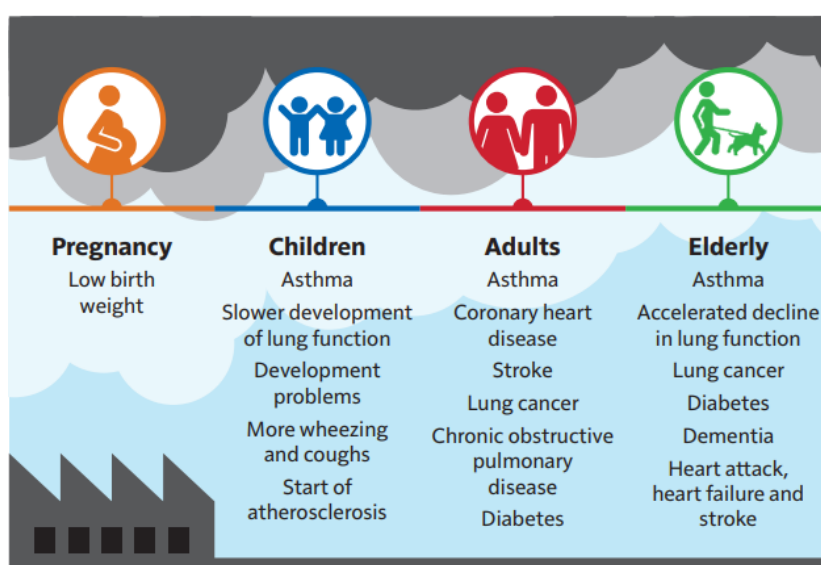 Pregnancy
Low birth
weight
Children
Asthma
Slower development
of lung function
Development
problems
More wheezing
and coughs
Start of
atherosclerosis
Adults
Asthma
Coronary heart
disease
Stroke
Lung cancer
Chronic obstructive
pulmonary
disease
Diabetes
Elderly
Asthma
Accelerated decline
in lung function
Lung cancer
Diabetes
Dementia
Heart attack,
heart failure and
stroke